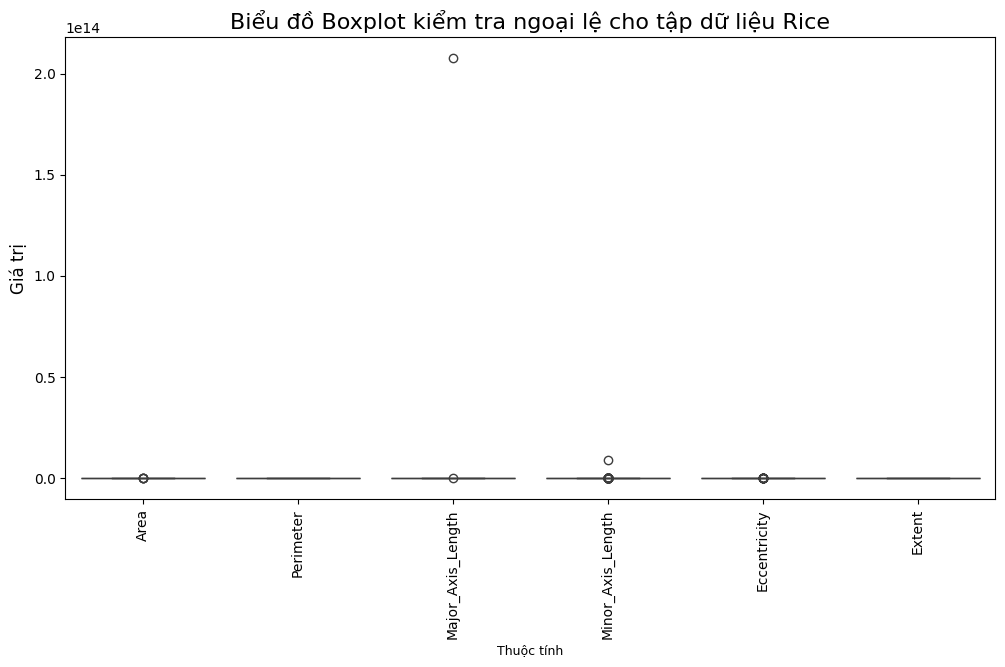 Biểu đồ Boxplot kiểm tra ngoại lệ cho tập dữ liệu Rice
1e14
2.0
1.5
1.0
0.5
0.0
Giá trị
Area
Perimeter
Major_Axis_Length
Minor_Axis_Length
Eccentricity
Extent
Thuộc tính